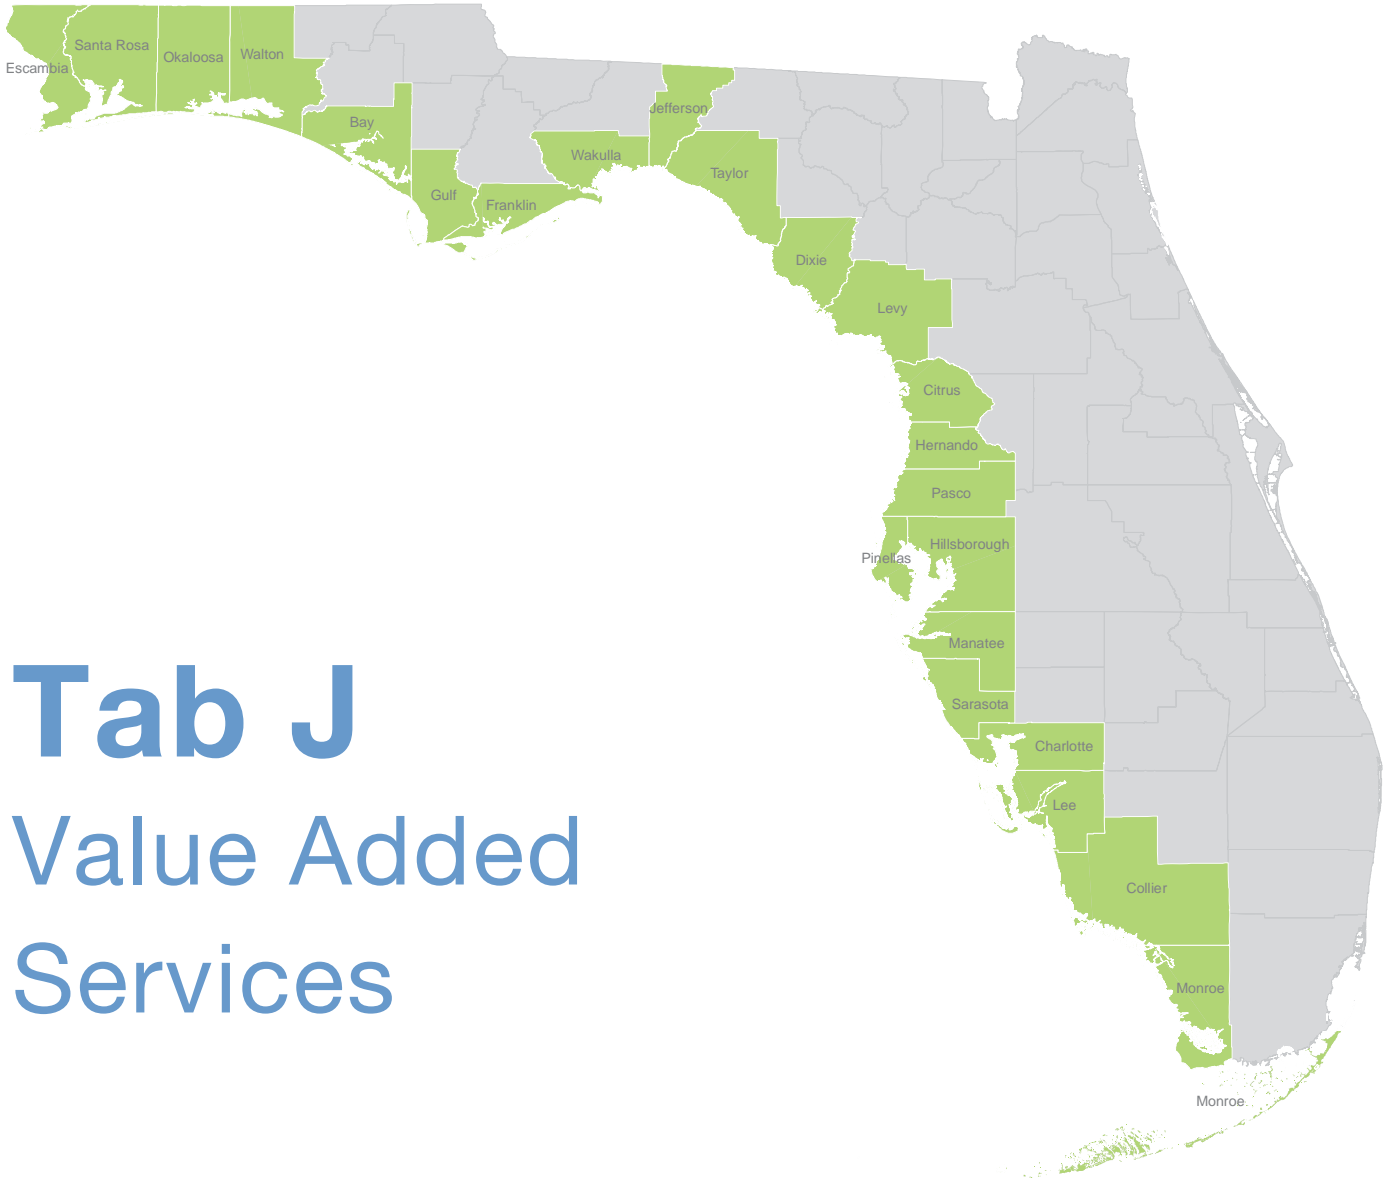 Santa Rosa
Okaloosa
Walton
Escambia
Jefferson
Bay
Wakulla
Taylor
Gulf
Franklin
Dixie
Levy
Citrus
Hernando
Pasco
Hillsborough
Pinellas
Manatee
Sarasota
Charlotte
Lee
Collier
Monroe
Monroe
Tab J
Value Added
Services